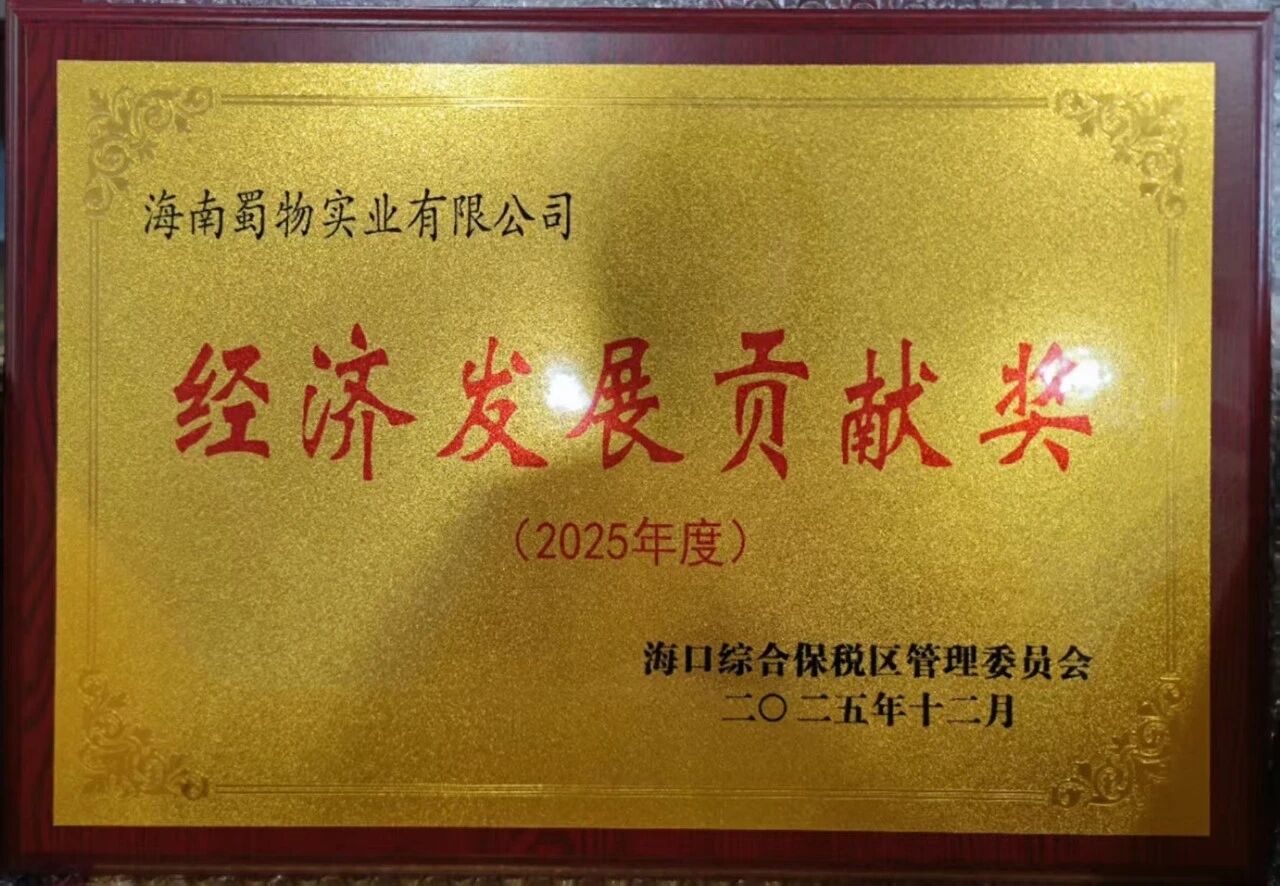 海南蜀物实业有限公司
经济发展贡献奖
（2025年度）
海口综合保税区管理委员会
二〇二五年十二月